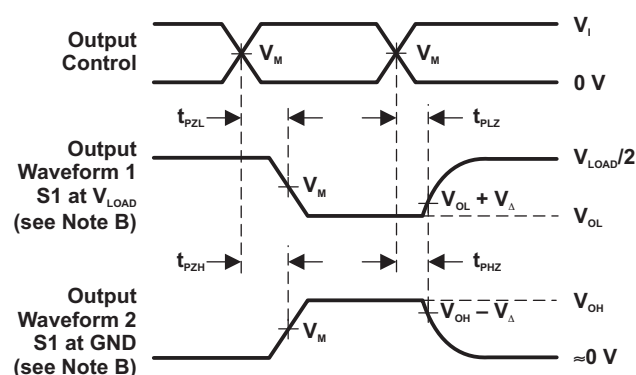 Output
Control
V_M
V_M
V_I
0 V
t_PZL
t_PLZ
Output
Waveform 1
S1 at V_LOAD
(see Note B)
V_M
V_OL + V_Δ
V_LOAD/2
V_OL
t_PZH
t_PHZ
Output
Waveform 2
S1 at GND
(see Note B)
V_M
V_OH − V_Δ
V_OH
≈0 V